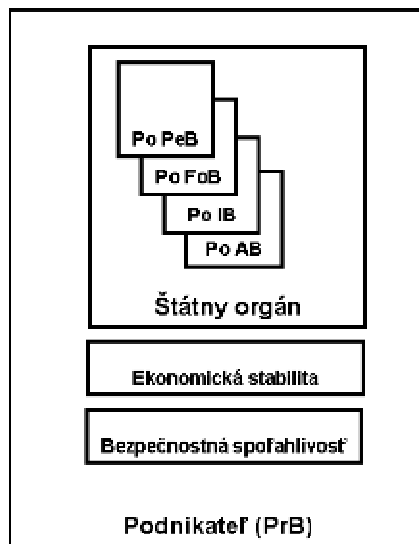 Po PeB
Po FoB
Po IB
Po AB
Štátny orgán
Ekonomická stabilita
Bezpečnostná spoľahlivosť
Podnikateľ (PrB)